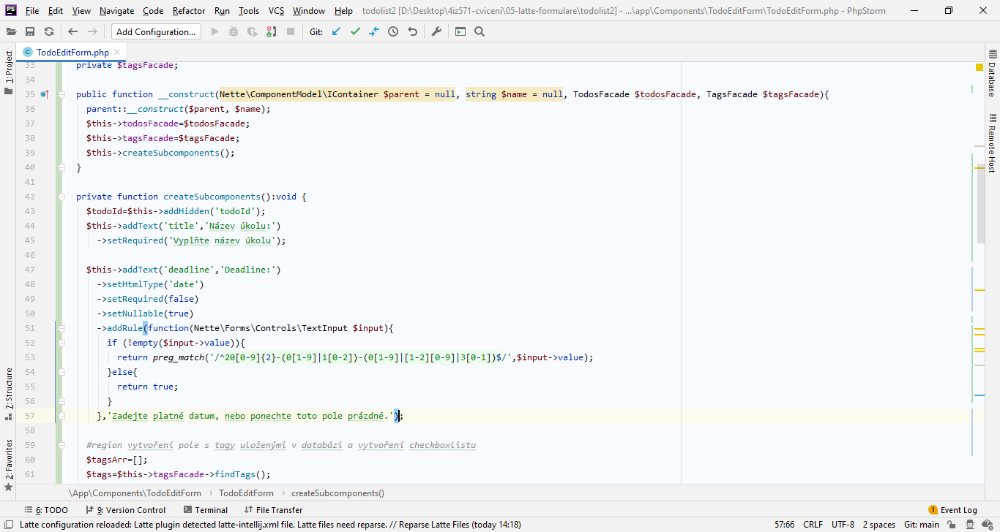 PS File Edit View Navigate Code Refactor Run Tools VCS Window Help todolist2 [D:\Desktop\4iz571-cviceni\05-latte-formulare\todolist2] - ...\app\Components\TodoEditForm\TodoEditForm.php - PhpStorm
Add Configuration... Git:
1: Project
C TodoEditForm.php
Database
Remote Host
33 private $tagsFacade;
34
35 public function __construct(Nette\ComponentModel\IContainer $parent = null, string $name = null, TodosFacade $todosFacade, TagsFacade $tagsFacade){
36 parent::__construct($parent, $name);
37 $this->todosFacade=$todosFacade;
38 $this->tagsFacade=$tagsFacade;
39 $this->createSubcomponents();
40 }
41
42 private function createSubcomponents():void {
43 $todoId=$this->addHidden('todoId');
44 $this->addText('title','Název úkolu:')
45 ->setRequired('Vyplňte název úkolu');
46
47 $this->addText('deadline','Deadline:')
48 ->setHtmlType('date')
49 ->setRequired(false)
50 ->setNullable(true)
51 ->addRule(function(Nette\Forms\Controls\TextInput $input){
52 if (!empty($input->value)){
53 return preg_match('/^20[0-9]{2}-(0[1-9]|1[0-2])-(0[1-9]|[1-2][0-9]|3[0-1])$/',$input->value);
54 }else{
55 return true;
56 }
57 },'Zadejte platné datum, nebo ponechte toto pole prázdné.');
58
59 #region vytvoření pole s tagy uloženými v databázi a vytvoření checkboxlistu
60 $tagsArr=[];
61 $tags=$this->tagsFacade->findTags();
7: Structure
2: Favorites
\App\Components\TodoEditForm › TodoEditForm › createSubcomponents()
6: TODO 9: Version Control Terminal File Transfer 1 Event Log
Latte configuration reloaded: Latte plugin detected latte-intellij.xml file. Latte files need reparse. // Reparse Latte Files (today 14:18) 57:66 CRLF UTF-8 2 spaces Git: main